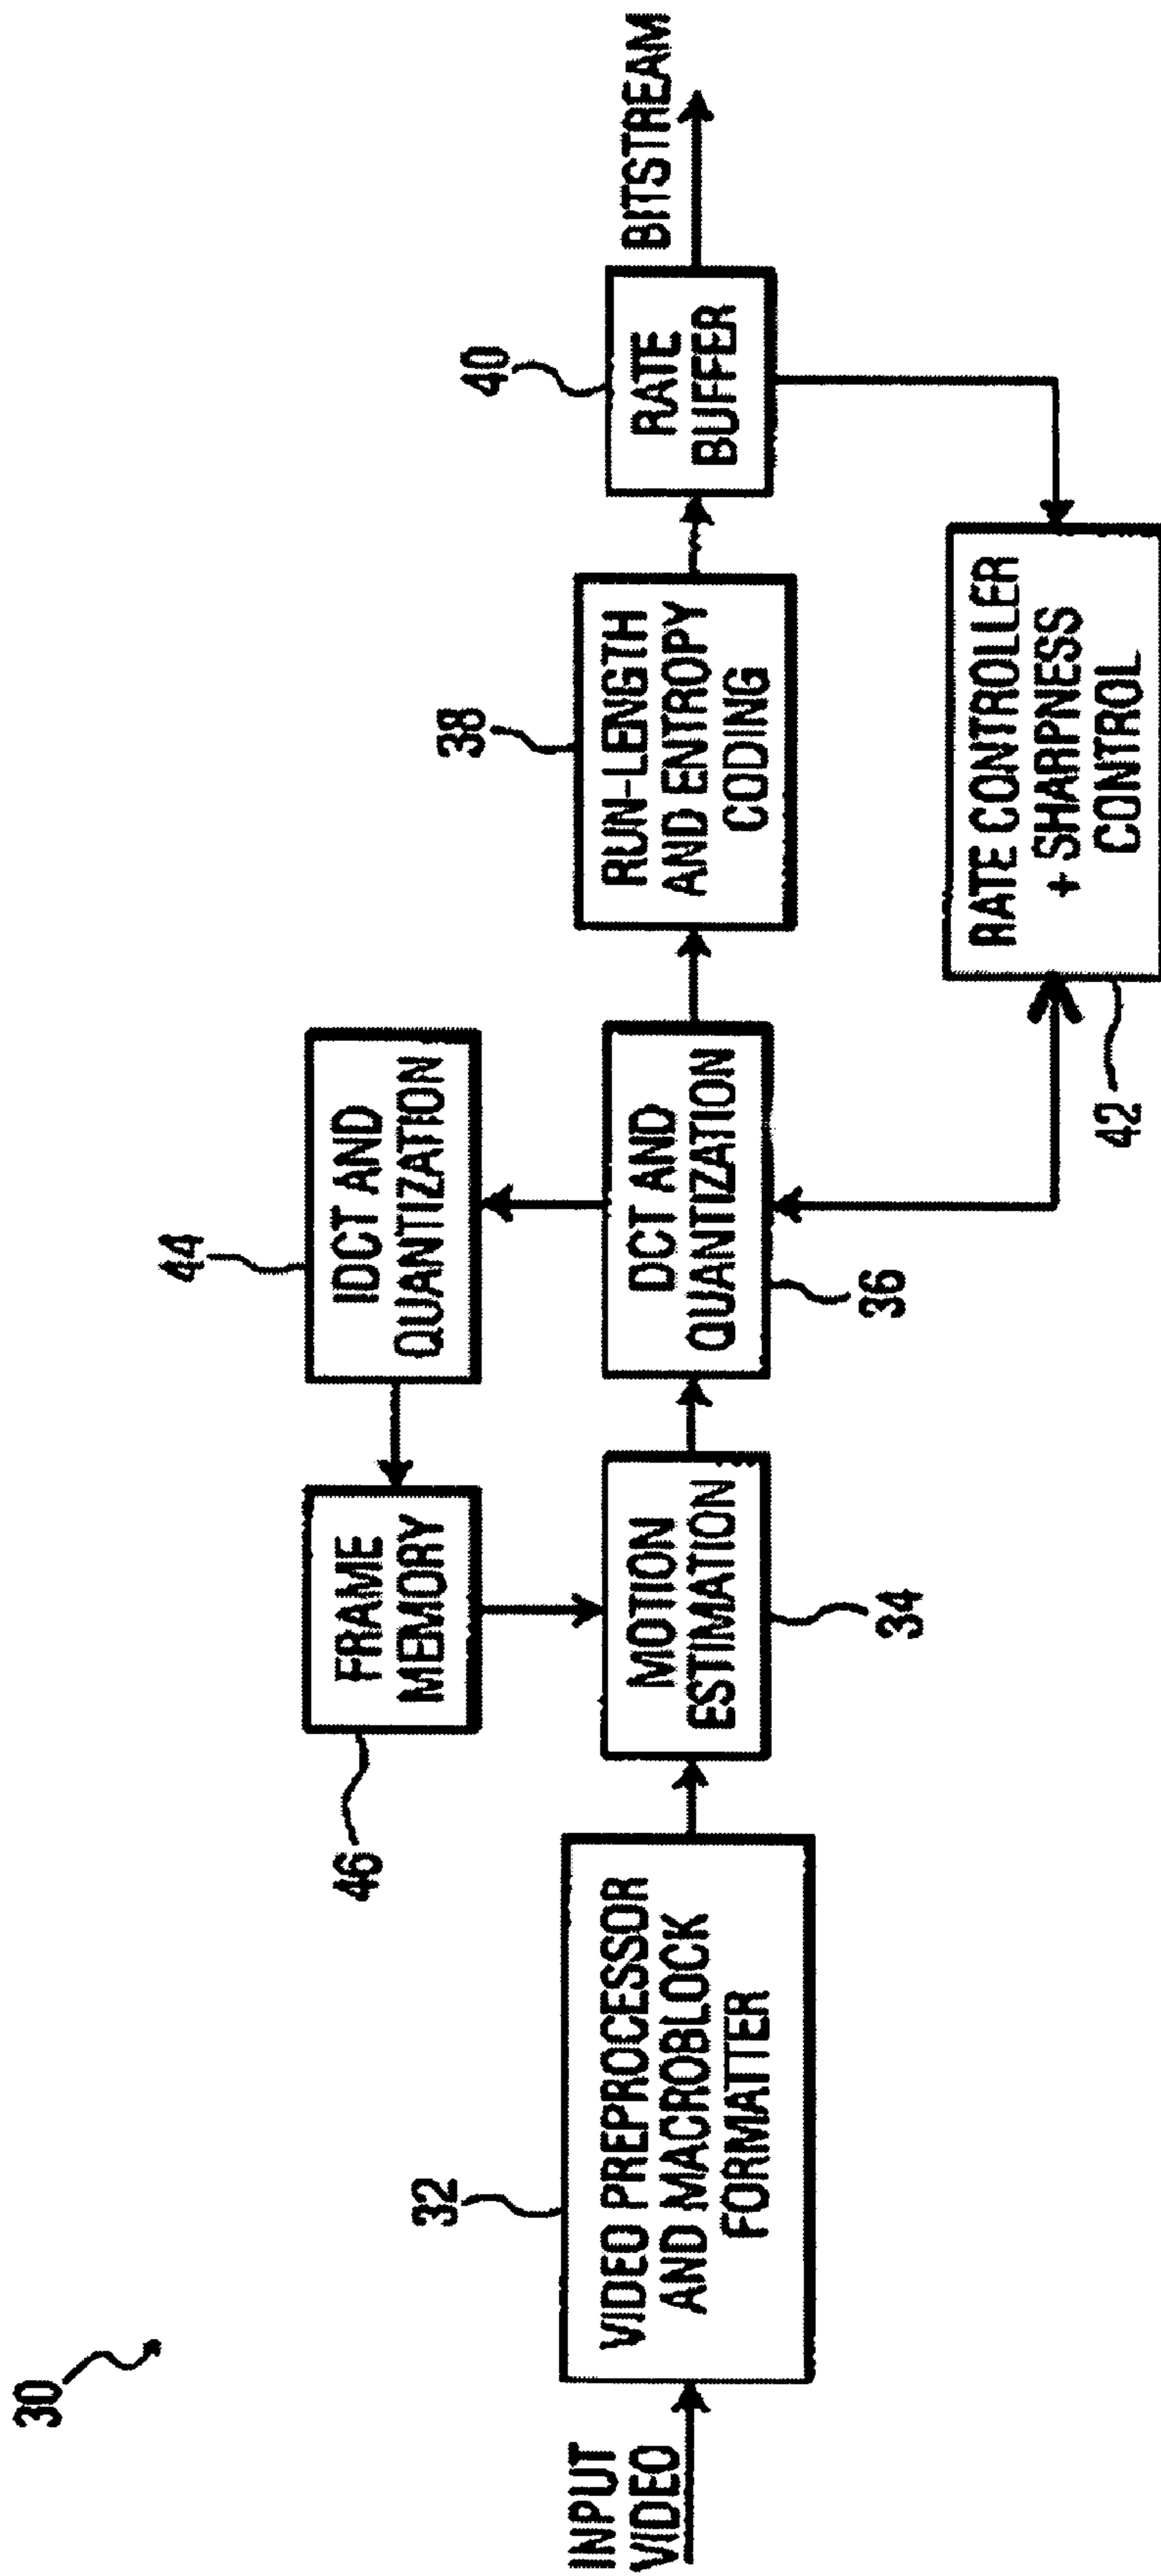 30
INPUT
VIDEO
32
VIDEO PREPROCESSOR
AND MACROBLOCK
FORMATTER
46
FRAME
MEMORY
MOTION
ESTIMATION
34
44
IDCT AND
QUANTIZATION
DCT AND
QUANTIZATION
36
38
RUN-LENGTH
AND ENTROPY
CODING
40
RATE
BUFFER
BITSTREAM
RATE CONTROLLER
+ SHARPNESS
CONTROL
42